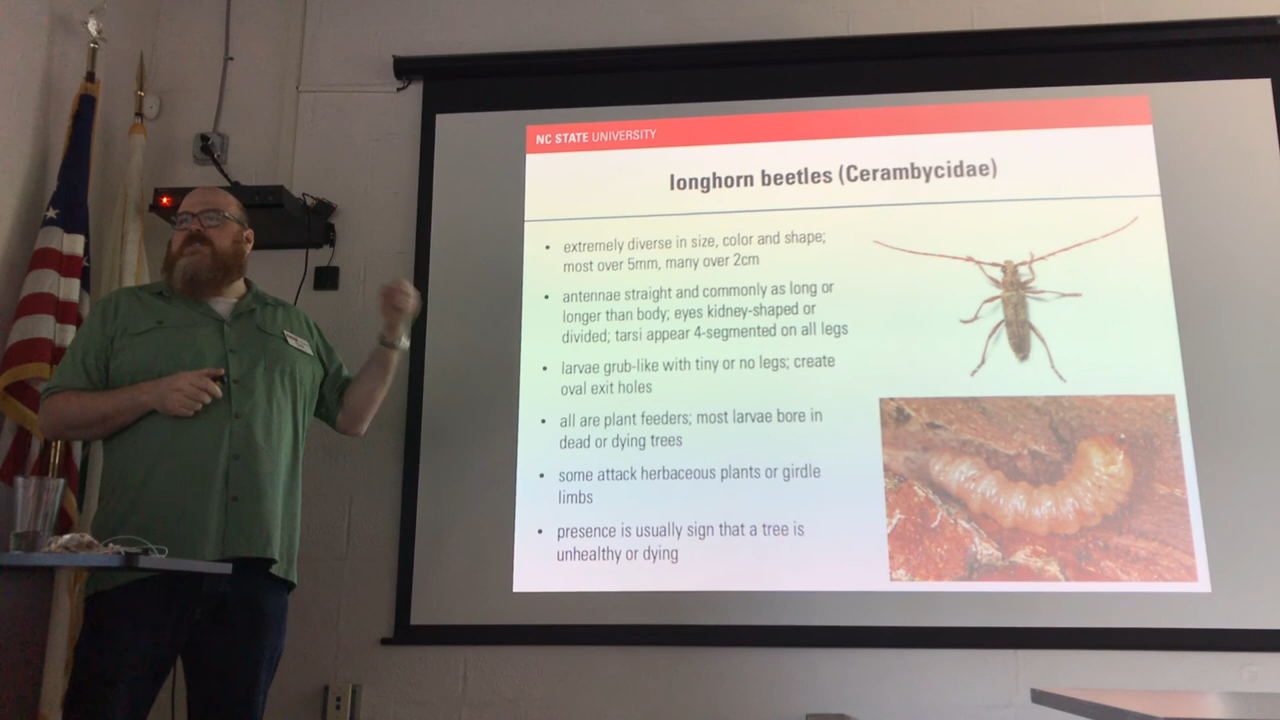 NC STATE UNIVERSITY
longhorn beetles (Cerambycidae)
• extremely diverse in size, color and shape;
most over 5mm, many over 2cm
• antennae straight and commonly as long or
longer than body; eyes kidney-shaped or
divided; tarsi appear 4-segmented on all legs
• larvae grub-like with tiny or no legs; create
oval exit holes
• all are plant feeders; most larvae bore in
dead or dying trees
• some attack herbaceous plants or girdle
limbs
• presence is usually sign that a tree is
unhealthy or dying